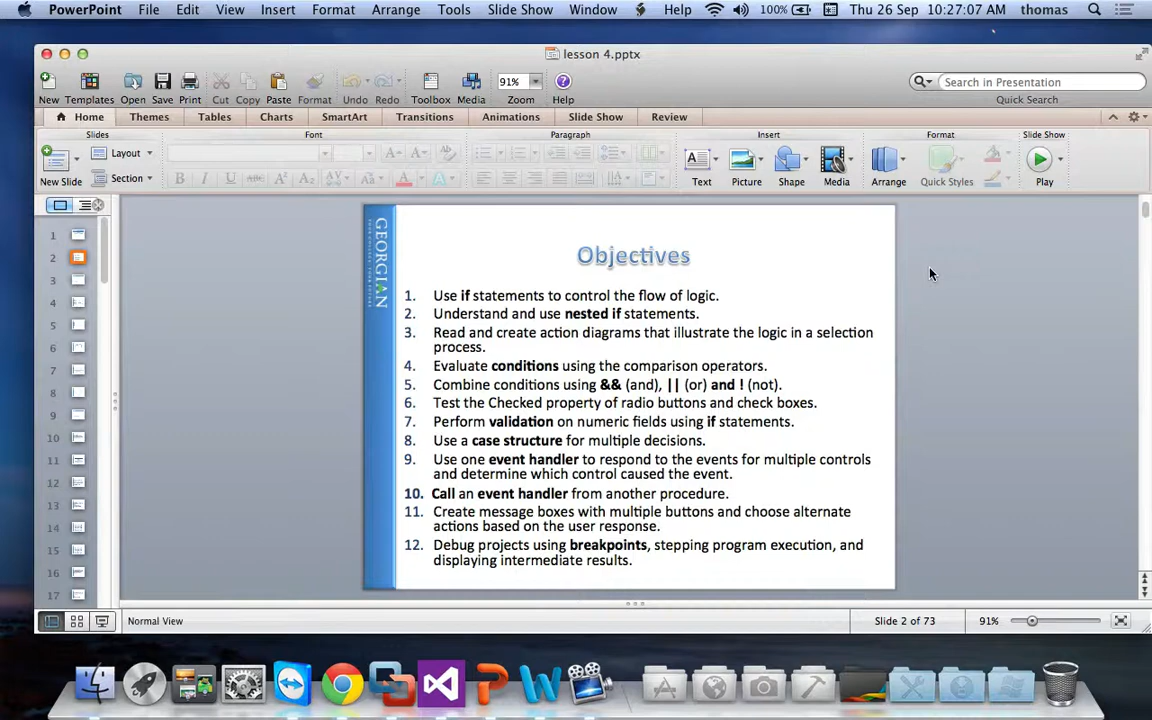 PowerPoint File Edit View Insert Format Arrange Tools Slide Show Window Help 100% Thu 26 Sep 10:27:07 AM thomas
lesson 4.pptx
New Templates Open Save Print Cut Copy Paste Format Undo Redo Toolbox Media 91% Zoom Help
Search in Presentation
Quick Search
Home Themes Tables Charts SmartArt Transitions Animations Slide Show Review
Slides Font Paragraph Insert Format Slide Show
Layout
Section
New Slide
Text Picture Shape Media Arrange Quick Styles Play
B I U ABC A² A₂ AV Aa A A
1
2
3
4
5
6
7
8
9
10
11
12
13
14
15
16
17
GEORGIAN
Objectives
1. Use if statements to control the flow of logic.
2. Understand and use nested if statements.
3. Read and create action diagrams that illustrate the logic in a selection
process.
4. Evaluate conditions using the comparison operators.
5. Combine conditions using && (and), || (or) and ! (not).
6. Test the Checked property of radio buttons and check boxes.
7. Perform validation on numeric fields using if statements.
8. Use a case structure for multiple decisions.
9. Use one event handler to respond to the events for multiple controls
and determine which control caused the event.
10. Call an event handler from another procedure.
11. Create message boxes with multiple buttons and choose alternate
actions based on the user response.
12. Debug projects using breakpoints, stepping program execution, and
displaying intermediate results.
Normal View
Slide 2 of 73
91%